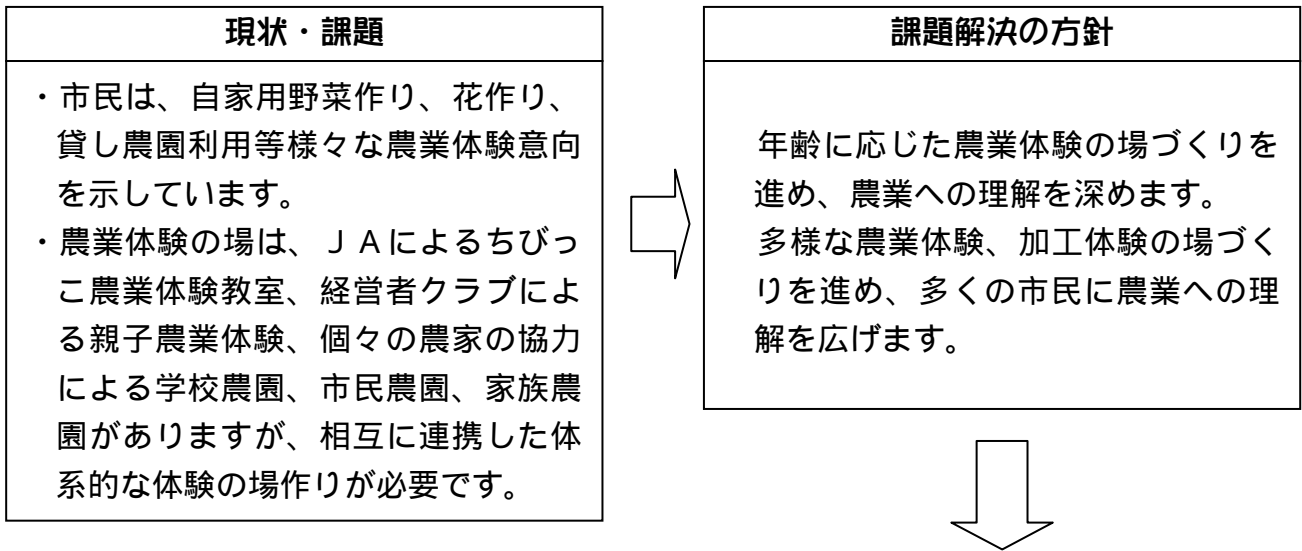 現状・課題
・市民は、自家用野菜作り、花作り、
貸し農園利用等様々な農業体験意向
を示しています。
・農業体験の場は、ＪＡによるちびっ
こ農業体験教室、経営者クラブによ
る親子農業体験、個々の農家の協力
による学校農園、市民農園、家族農
園がありますが、相互に連携した体
系的な体験の場作りが必要です。
課題解決の方針
年齢に応じた農業体験の場づくりを
進め、農業への理解を深めます。
多様な農業体験、加工体験の場づく
りを進め、多くの市民に農業への理
解を広げます。